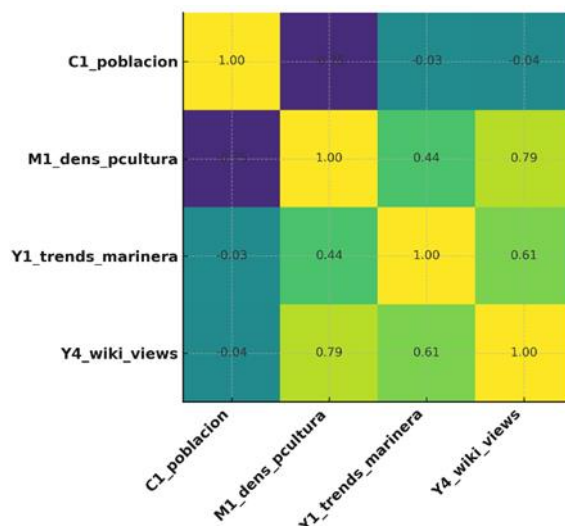 C1_poblacion 1.00 -0.03 -0.04
M1_dens_pcultura 1.00 0.44 0.79
Y1_trends_marinera -0.03 0.44 1.00 0.61
Y4_wiki_views -0.04 0.79 0.61 1.00
C1_poblacion
M1_dens_pcultura
Y1_trends_marinera
Y4_wiki_views